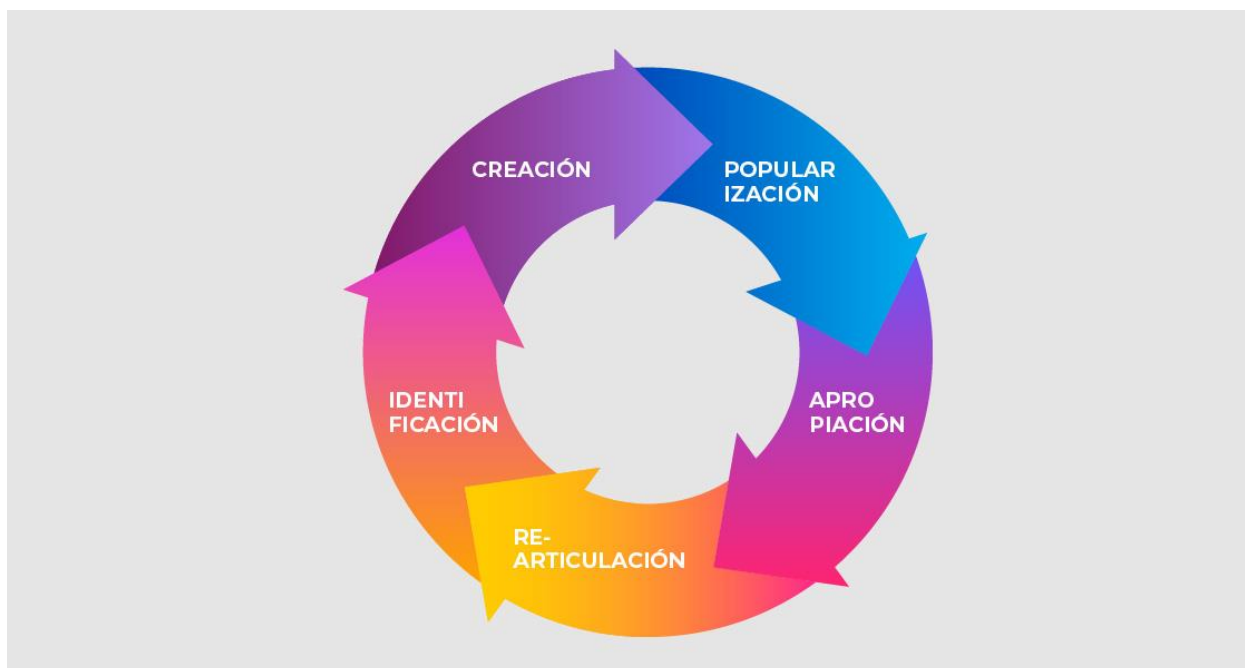 CREACIÓN
POPULAR
IZACIÓN
APRO
PIACIÓN
RE-
ARTICULACIÓN
IDENTI
FICACIÓN